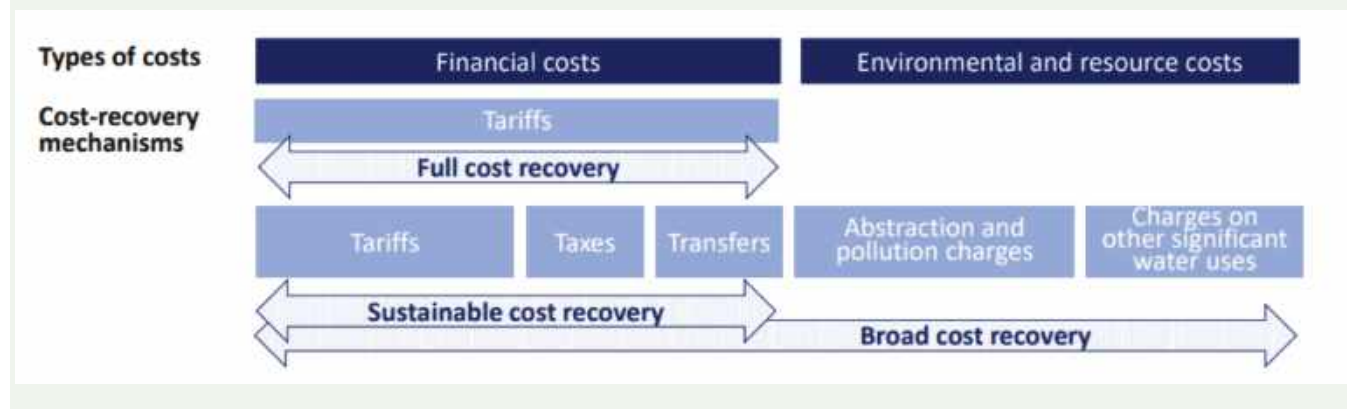 Types of costs
Financial costs
Environmental and resource costs
Cost-recovery
mechanisms
Tariffs
Full cost recovery
Tariffs
Taxes
Transfers
Abstraction and
pollution charges
Charges on
other significant
water uses
Sustainable cost recovery
Broad cost recovery